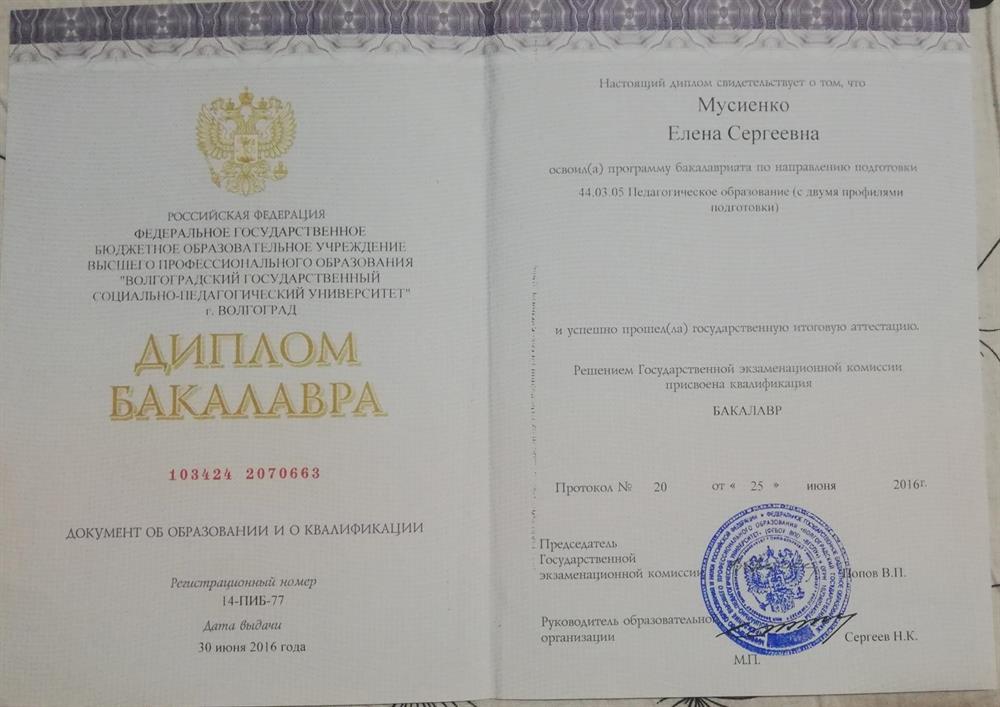 РОССИЙСКАЯ ФЕДЕРАЦИЯ
ФЕДЕРАЛЬНОЕ ГОСУДАРСТВЕННОЕ
БЮДЖЕТНОЕ ОБРАЗОВАТЕЛЬНОЕ УЧРЕЖДЕНИЕ
ВЫСШЕГО ПРОФЕССИОНАЛЬНОГО ОБРАЗОВАНИЯ
"ВОЛГОГРАДСКИЙ ГОСУДАРСТВЕННЫЙ
СОЦИАЛЬНО-ПЕДАГОГИЧЕСКИЙ УНИВЕРСИТЕТ"
г. ВОЛГОГРАД
ДИПЛОМ
БАКАЛАВРА
103424 2070663
ДОКУМЕНТ ОБ ОБРАЗОВАНИИ И О КВАЛИФИКАЦИИ
Регистрационный номер
14-ПИБ-77
Дата выдачи
30 июня 2016 года
Настоящий диплом свидетельствует о том, что
Мусиенко
Елена Сергеевна
освоил(а) программу бакалавриата по направлению подготовки
44.03.05 Педагогическое образование (с двумя профилями
подготовки)
и успешно прошел(ла) государственную итоговую аттестацию.
Решением Государственной экзаменационной комиссии
присвоена квалификация
БАКАЛАВР
Протокол № 20 от « 25 » июня 2016г.
Председатель
Государственной
экзаменационной комиссии Попов В.П.
Руководитель образовательной
организации Сергеев Н.К.
М.П.